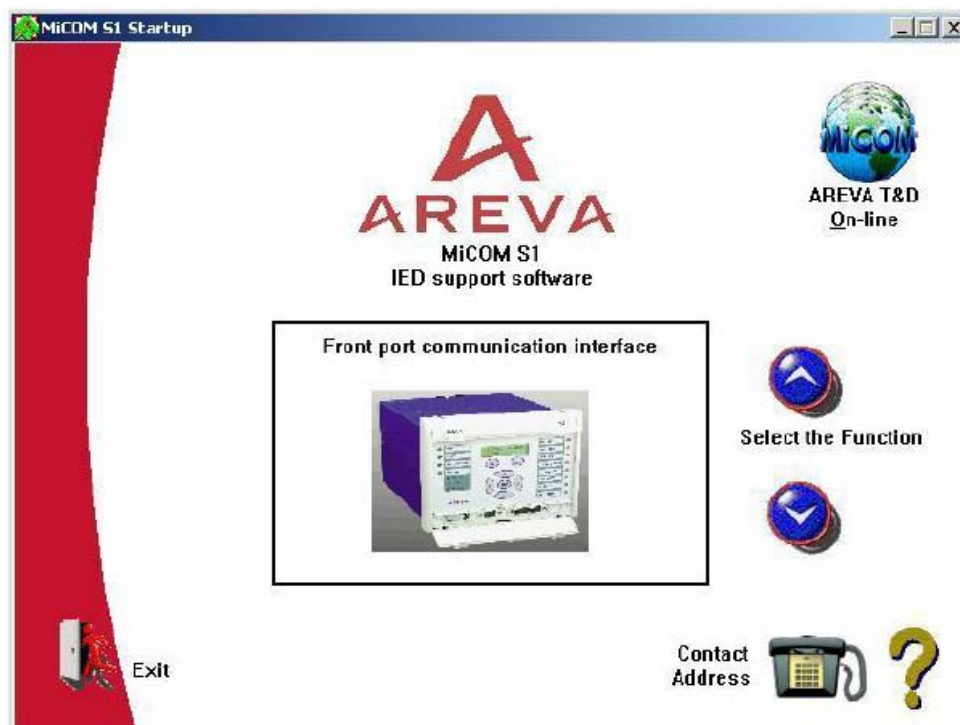 MiCOM S1 Startup
AREVA
MiCOM S1
IED support software
MiCOM
AREVA T&D
On-line
Front port communication interface
Select the Function
Exit
Contact
Address
?